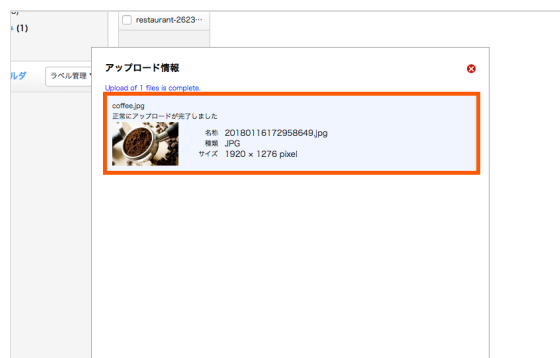 (1)
restaurant-2623…
ルダ
ラベル管理
アップロード情報
Upload of 1 files is complete.
coffee.jpg
正常にアップロードが完了しました
名称 20180116172958649.jpg
種類 JPG
サイズ 1920 × 1276 pixel